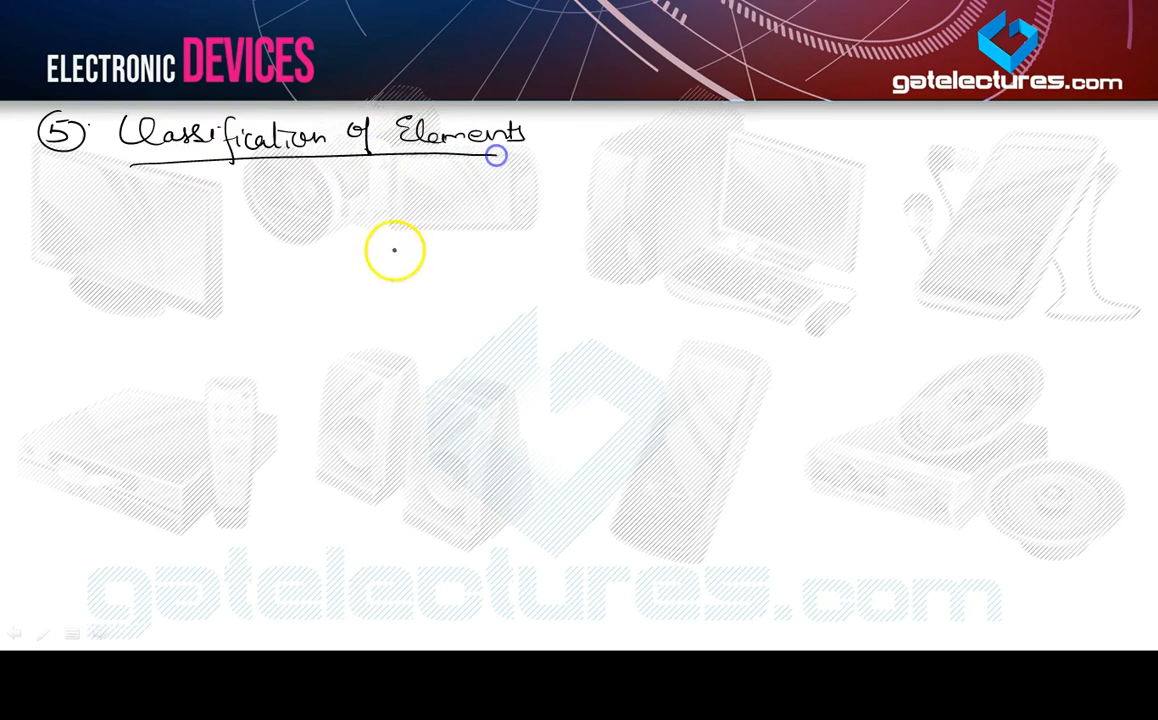 ELECTRONIC DEVICES
gatelectures.com
5. Classification of Elements
gatelectures.com